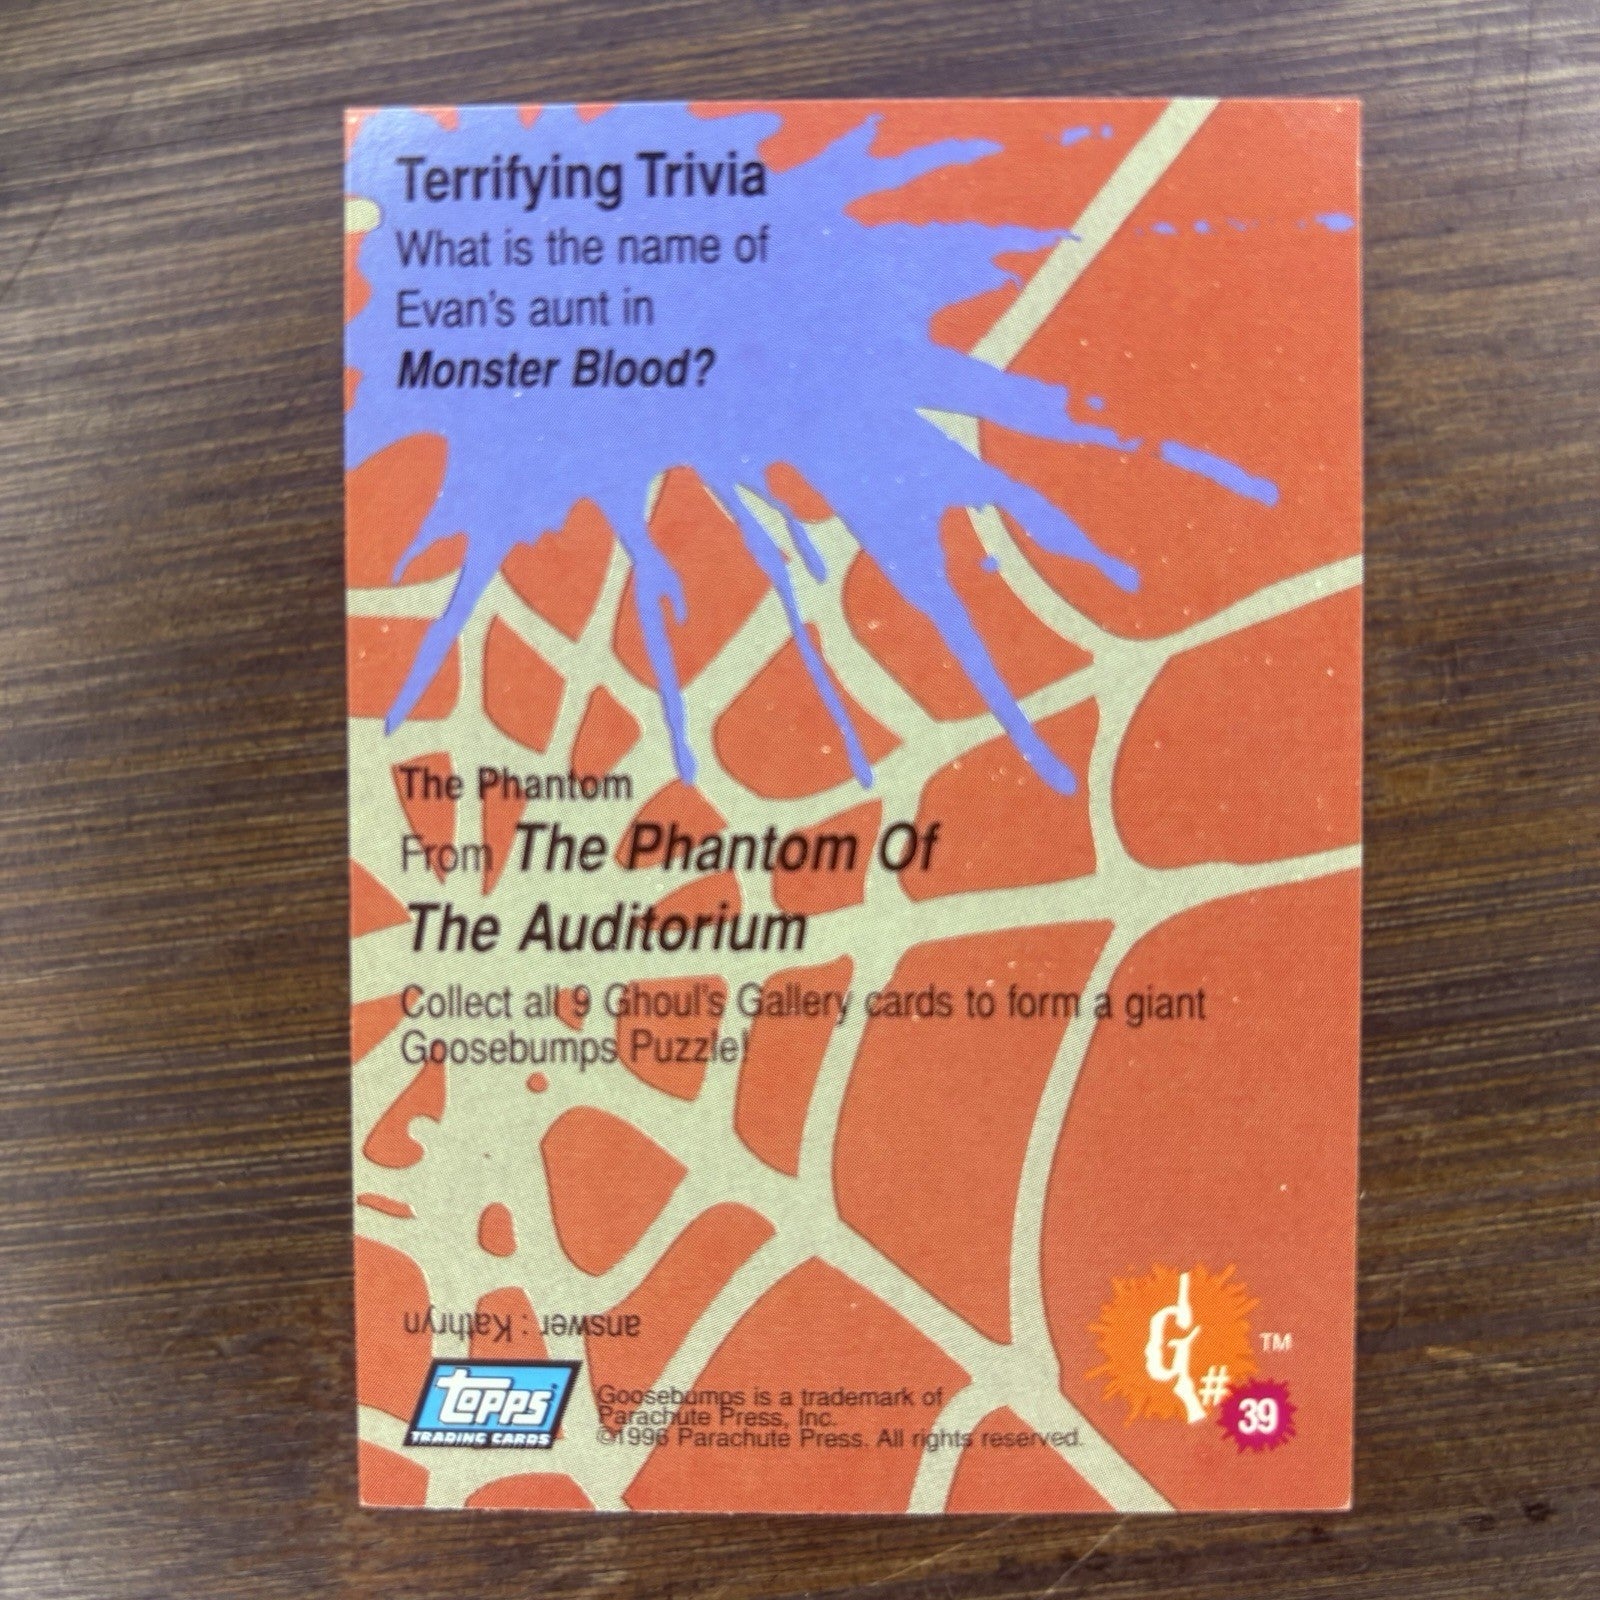 Terrifying Trivia
What is the name of
Evan's aunt in
Monster Blood?
The Phantom
From The Phantom Of
The Auditorium
Collect all 9 Ghoul's Gallery cards to form a giant
Goosebumps Puzzle!
answer : Kathryn
TOPPS
TRADING CARDS
Goosebumps is a trademark of
Parachute Press, Inc.
©1996 Parachute Press. All rights reserved.
G TM
# 39